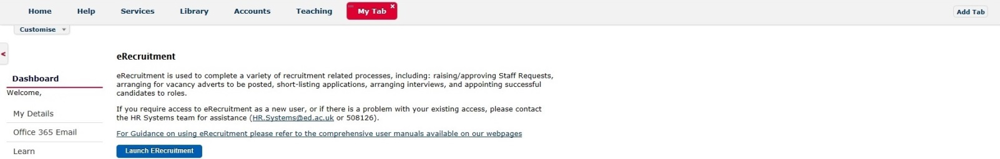 Home Help Services Library Accounts Teaching My Tab x Add Tab
Customise
<
eRecruitment
eRecruitment is used to complete a variety of recruitment related processes, including: raising/approving Staff Requests,
arranging for vacancy adverts to be posted, short-listing applications, arranging interviews, and appointing successful
candidates to roles.
If you require access to eRecruitment as a new user, or if there is a problem with your existing access, please contact
the HR Systems team for assistance (HR.Systems@ed.ac.uk or 508126).
For Guidance on using eRecruitment please refer to the comprehensive user manuals available on our webpages
Launch ERecruitment
Dashboard
Welcome,
My Details
Office 365 Email
Learn